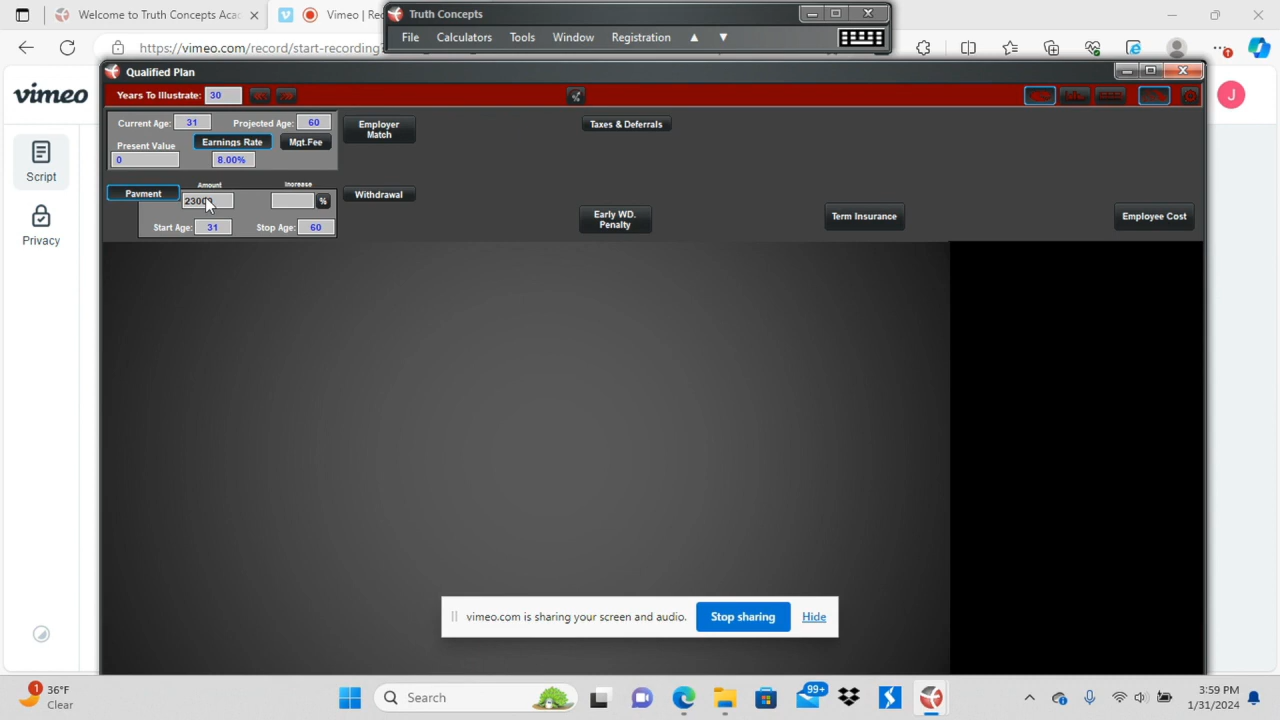 Welcome to Truth Concepts Aca
Vimeo | Rec
Truth Concepts
File Calculators Tools Window Registration
https://vimeo.com/record/start-recording?
vimeo
J
Script
Privacy
Qualified Plan
Years To Illustrate: 30
Current Age: 31 Projected Age: 60
Employer Match
Taxes & Deferrals
Present Value Earnings Rate Mgt.Fee
0 8.00%
Payment Amount Increase
Withdrawal
%
Start Age: 31 Stop Age: 60
Early WD. Penalty
Term Insurance
Employee Cost
vimeo.com is sharing your screen and audio. Stop sharing Hide
1
36°F
Clear
Search
99+
3:59 PM
1/31/2024